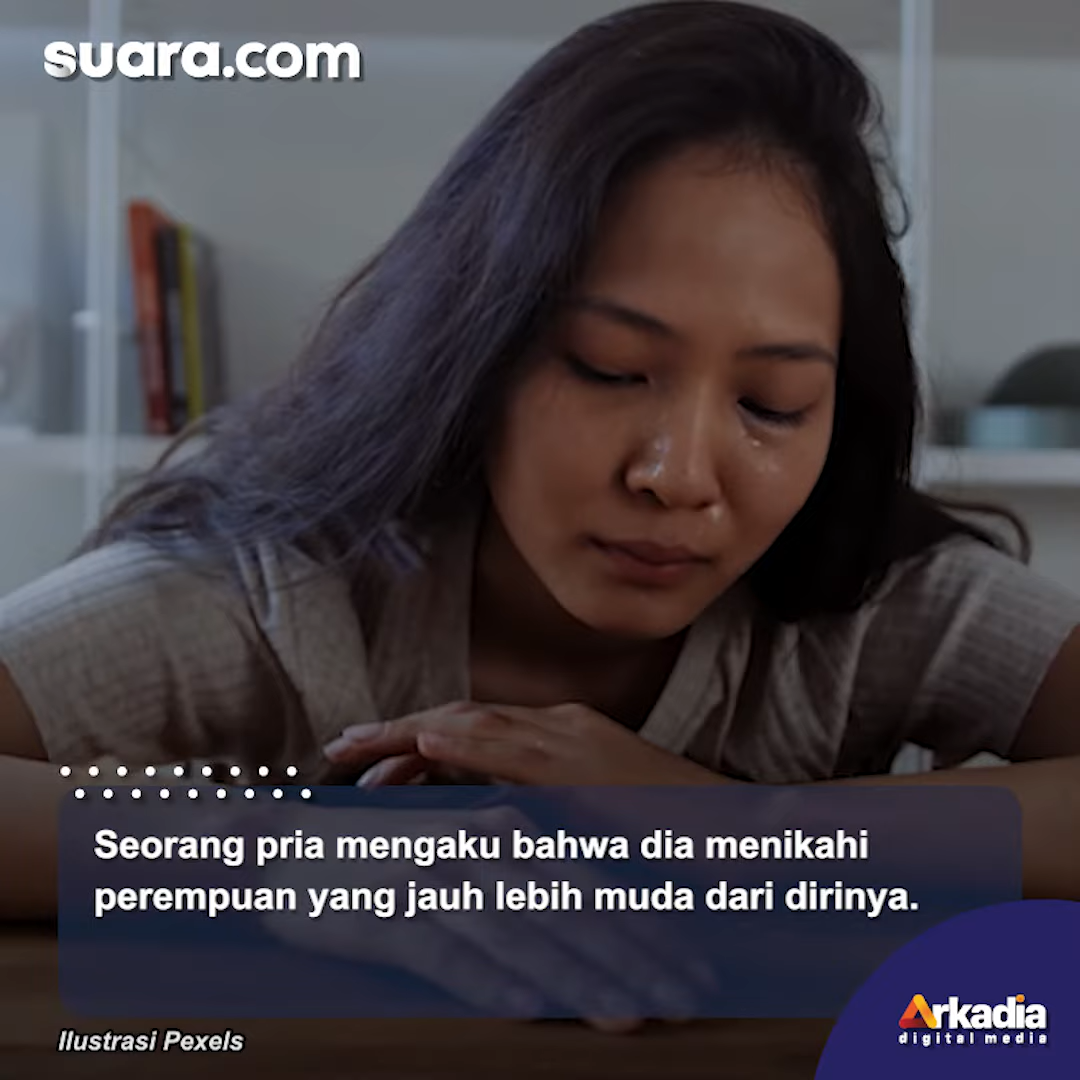 suara.com
Seorang pria mengaku bahwa dia menikahi
perempuan yang jauh lebih muda dari dirinya.
Ilustrasi Pexels
Arkadia
digital media